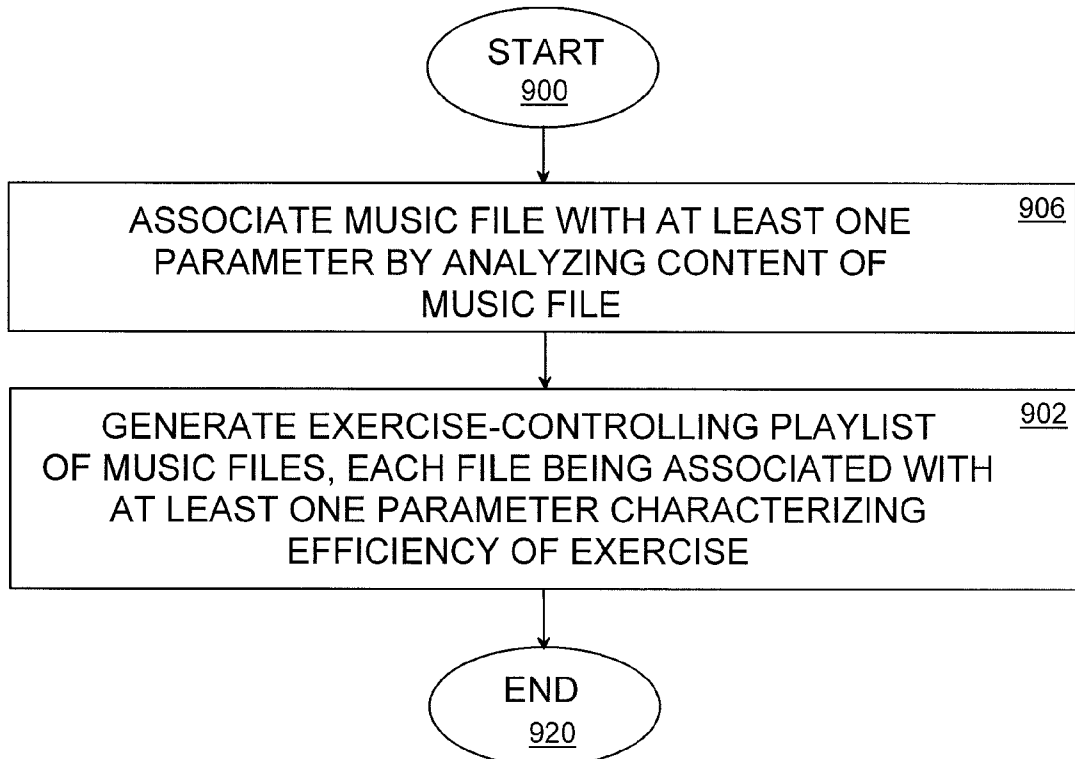 START
900
ASSOCIATE MUSIC FILE WITH AT LEAST ONE
906
PARAMETER BY ANALYZING CONTENT OF
MUSIC FILE
GENERATE EXERCISE-CONTROLLING PLAYLIST
902
OF MUSIC FILES, EACH FILE BEING ASSOCIATED WITH
AT LEAST ONE PARAMETER CHARACTERIZING
EFFICIENCY OF EXERCISE
END
920